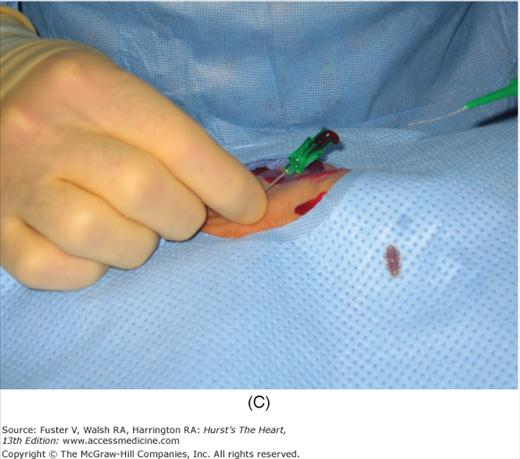 (C)
Source: Fuster V, Walsh RA, Harrington RA: Hurst's The Heart,
13th Edition: www.accessmedicine.com
Copyright © The McGraw-Hill Companies, Inc. All rights reserved.